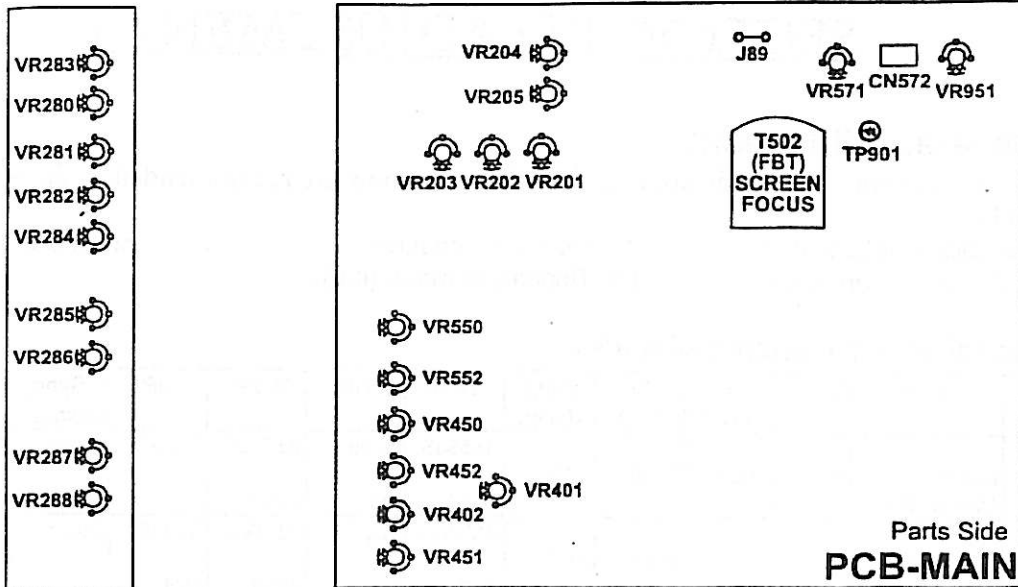 VR283
VR280
VR281
VR282
VR284
VR285
VR286
VR287
VR288
VR204
VR205
VR203 VR202 VR201
J89
VR571 CN572 VR951
T502
(FBT)
SCREEN
FOCUS
TP901
VR550
VR552
VR450
VR452
VR401
VR402
VR451
Parts Side
PCB-MAIN